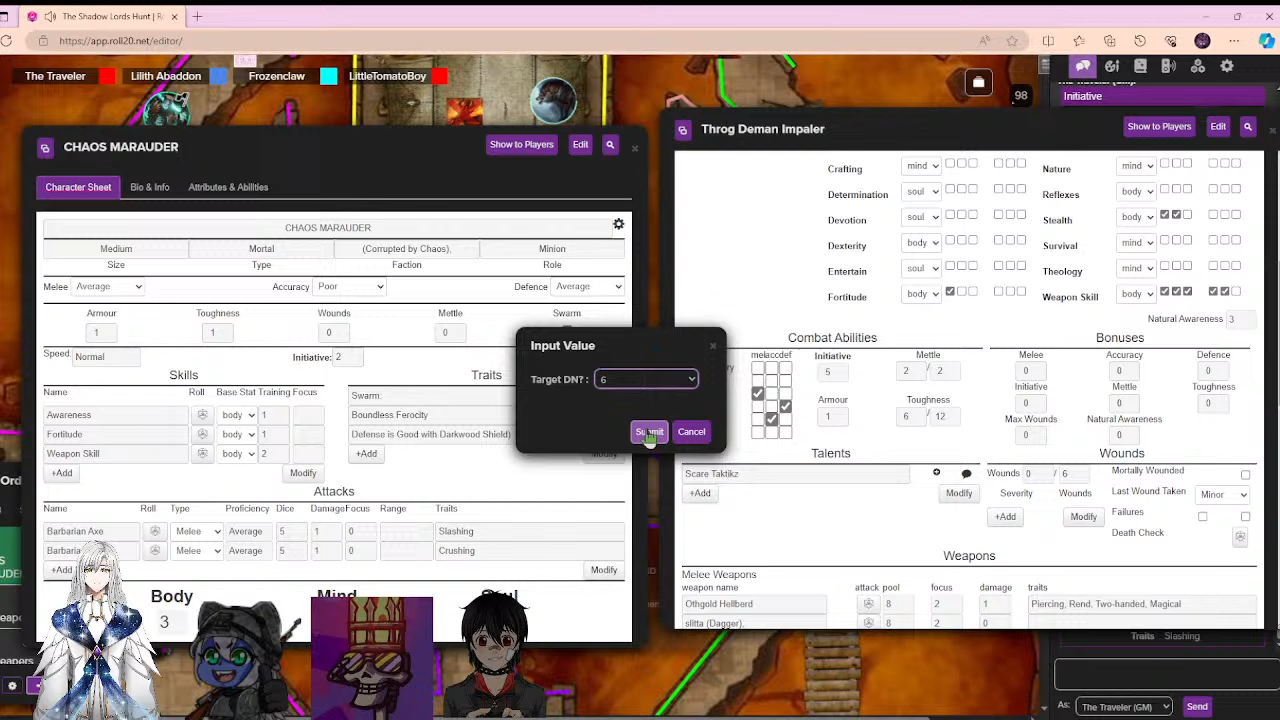 The Shadow Lords Hunt | R
https://app.roll20.net/editor/
The Traveler
Lilith Abaddon
Frozenclaw
LittleTomatoBoy
98
Initiative
CHAOS MARAUDER
Show to Players
Edit
Character Sheet
Bio & Info
Attributes & Abilities
CHAOS MARAUDER
Medium Mortal (Corrupted by Chaos), Minion
Size Type Faction Role
Melee Average Accuracy Poor Defence Average
Armour Toughness Wounds Mettle Swarm
1 1 0 0
Speed: Normal Initiative: 2
Skills
Name Roll Base Stat Training Focus
Awareness body 1
Fortitude body 1
Weapon Skill body 2
+Add Modify
Traits
Swarm:
Boundless Ferocity
Defense is Good with Darkwood Shield)
+Add
Attacks
Name Roll Type Proficiency Dice Damage Focus Range Traits
Barbarian Axe Melee Average 5 1 0 Slashing
Melee Average 5 1 0 Crushing
Modify
Body
3
Input Value
Target DN? : 6
Submit Cancel
Throg Deman Impaler
Show to Players
Edit
Crafting mind Nature mind
Determination soul Reflexes body
Devotion soul Stealth body
Dexterity body Survival mind
Entertain soul Theology mind
Fortitude body Weapon Skill body
Natural Awareness 3
Combat Abilities
melaccdef Initiative Mettle
5 2 / 2
Armour Toughness
1 6 / 12
Bonuses
Melee Accuracy Defence
0 0 0
Initiative Mettle Toughness
0 0 0
Max Wounds Natural Awareness
0 0
Talents
Scare Taktikz
+Add Modify
Wounds
Wounds 0 / 6 Mortally Wounded
Severity Wounds Last Wound Taken Minor
+Add Modify Failures
Death Check
Weapons
Melee Weapons
weapon name attack pool focus damage traits
Othgold Hellberd 8 2 1 Piercing, Rend, Two-handed, Magical
slitta (Dagger), 8 2 0
Traits Slashing
As: The Traveler (GM) Send